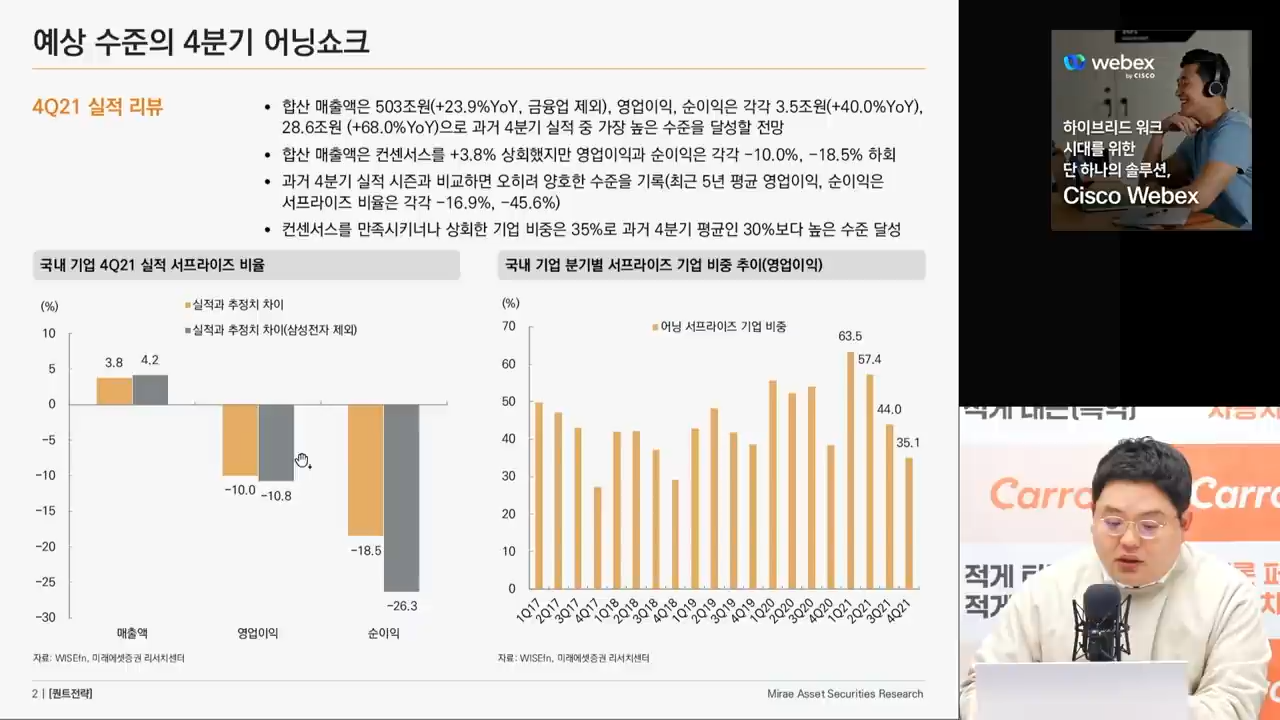 예상 수준의 4분기 어닝쇼크
4Q21 실적 리뷰
• 합산 매출액은 503조원(+23.9%YoY, 금융업 제외), 영업이익, 순이익은 각각 3.5조원(+40.0%YoY),
28.6조원 (+68.0%YoY)으로 과거 4분기 실적 중 가장 높은 수준을 달성할 전망
• 합산 매출액은 컨센서스를 +3.8% 상회했지만 영업이익과 순이익은 각각 -10.0%, -18.5% 하회
• 과거 4분기 실적 시즌과 비교하면 오히려 양호한 수준을 기록(최근 5년 평균 영업이익, 순이익은
서프라이즈 비율은 각각 -16.9%, -45.6%)
• 컨센서스를 만족시키너나 상회한 기업 비중은 35%로 과거 4분기 평균인 30%보다 높은 수준 달성
국내 기업 4Q21 실적 서프라이즈 비율
(%)
실적과 추정치 차이
실적과 추정치 차이(삼성전자 제외)
10
5
0
-5
-10
-15
-20
-25
-30
3.8
4.2
-10.0
-10.8
-18.5
-26.3
매출액
영업이익
순이익
자료: WISEfn, 미래에셋증권 리서치센터
국내 기업 분기별 서프라이즈 기업 비중 추이(영업이익)
(%)
어닝 서프라이즈 기업 비중
70
60
50
40
30
20
10
0
63.5
57.4
44.0
35.1
1Q17
2Q17
3Q17
4Q17
1Q18
2Q18
3Q18
4Q18
1Q19
2Q19
3Q19
4Q19
1Q20
2Q20
3Q20
4Q20
1Q21
2Q21
3Q21
4Q21
자료: WISEfn, 미래에셋증권 리서치센터
2 | [퀀트전략]
Mirae Asset Securities Research
webex
by CISCO
하이브리드 워크
시대를 위한
단 하나의 솔루션,
Cisco Webex
Carro
Carro
적게
적게